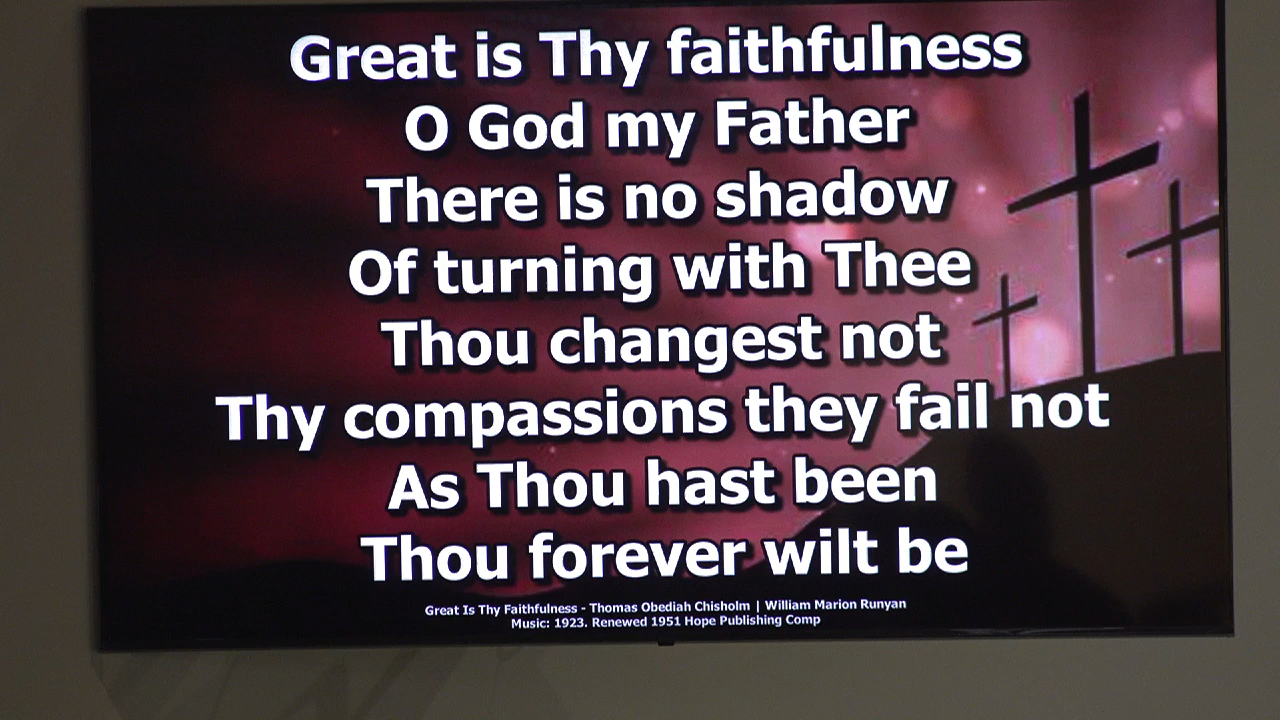 Great is Thy faithfulness
O God my Father
There is no shadow
Of turning with Thee
Thou changest not
Thy compassions they fail not
As Thou hast been
Thou forever wilt be
Great Is Thy Faithfulness - Thomas Obediah Chisholm | William Marion Runyan
Music: 1923. Renewed 1951 Hope Publishing Comp